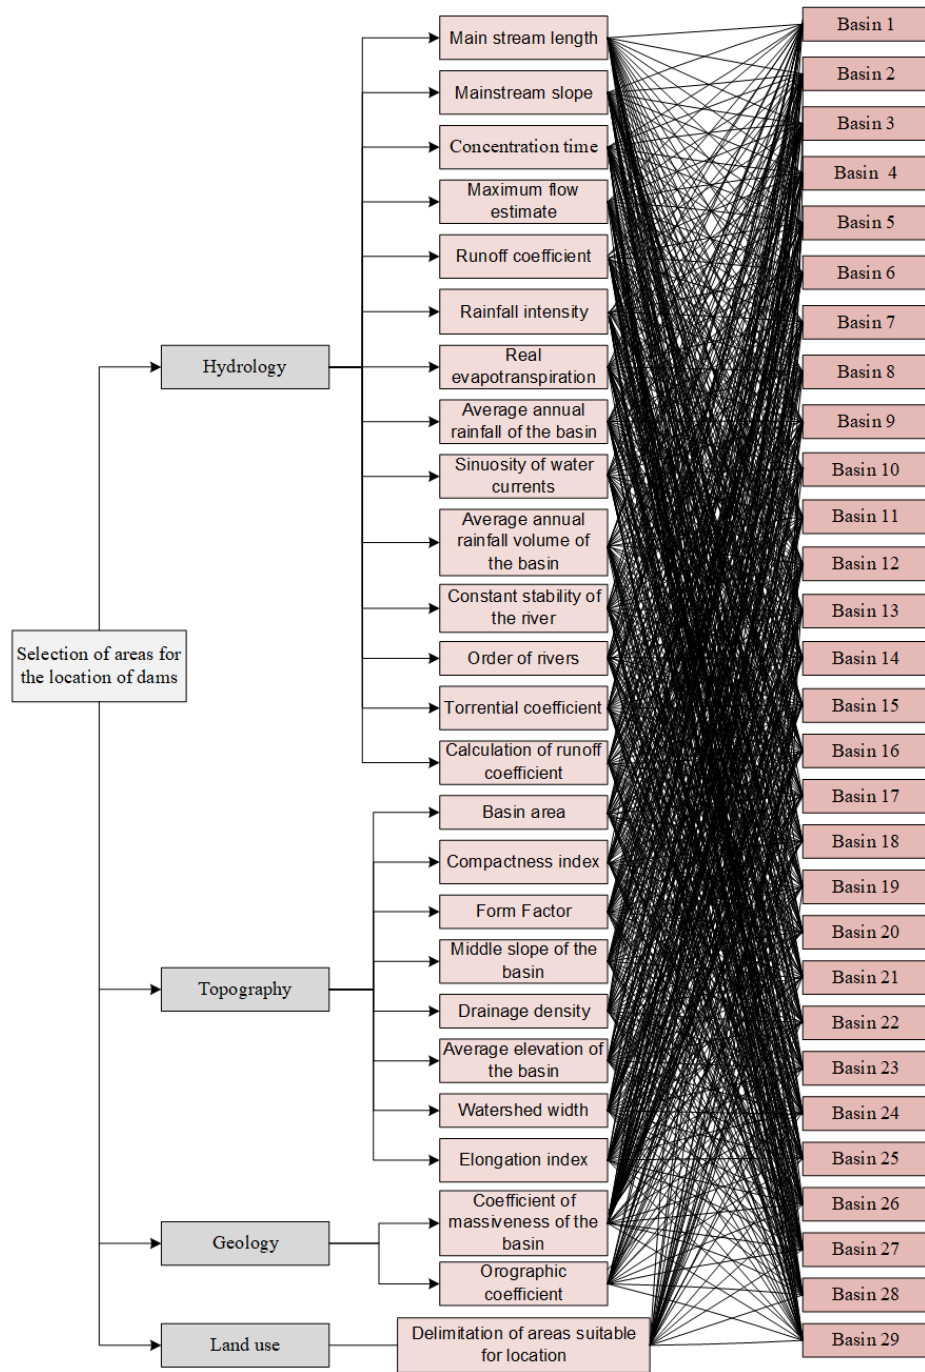 Selection of areas for
the location of dams
Hydrology
Topography
Geology
Land use
Main stream length
Mainstream slope
Concentration time
Maximum flow
estimate
Runoff coefficient
Rainfall intensity
Real
evapotranspiration
Average annual
rainfall of the basin
Sinuosity of water
currents
Average annual
rainfall volume of
the basin
Constant stability of
the river
Order of rivers
Torrential coefficient
Calculation of runoff
coefficient
Basin area
Compactness index
Form Factor
Middle slope of the
basin
Drainage density
Average elevation of
the basin
Watershed width
Elongation index
Coefficient of
massiveness of the
basin
Orographic
coefficient
Delimitation of areas suitable
for location
Basin 1
Basin 2
Basin 3
Basin 4
Basin 5
Basin 6
Basin 7
Basin 8
Basin 9
Basin 10
Basin 11
Basin 12
Basin 13
Basin 14
Basin 15
Basin 16
Basin 17
Basin 18
Basin 19
Basin 20
Basin 21
Basin 22
Basin 23
Basin 24
Basin 25
Basin 26
Basin 27
Basin 28
Basin 29